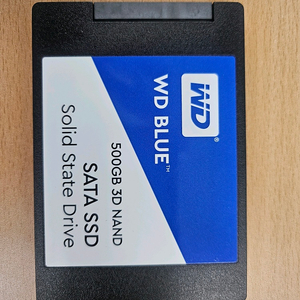 WD®
WD BLUE™
500GB 3D NAND
SATA SSD
Solid State Drive